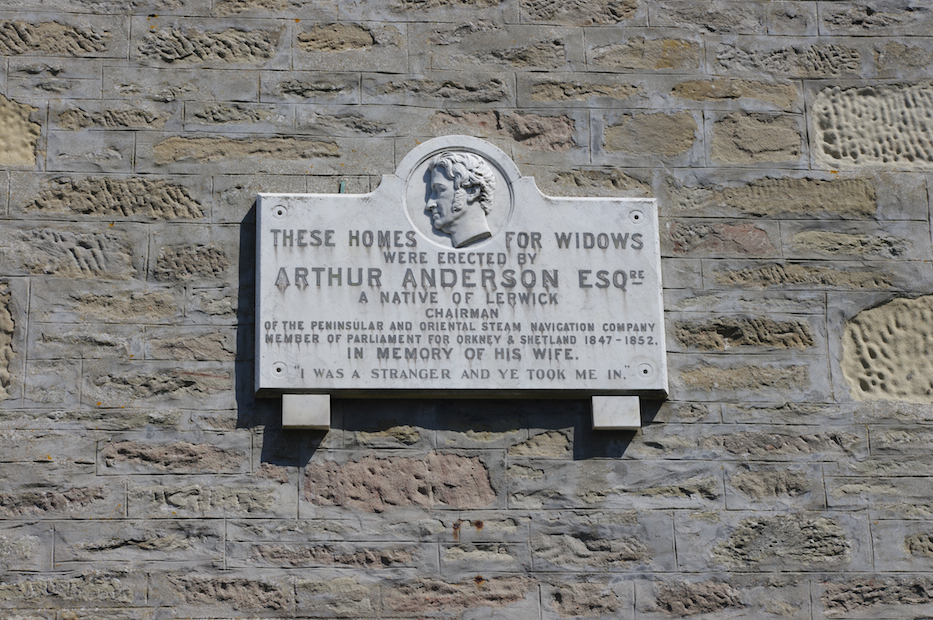 THESE HOMES FOR WIDOWS
WERE ERECTED BY
ARTHUR ANDERSON ESQRE
A NATIVE OF LERWICK
CHAIRMAN
OF THE PENINSULAR AND ORIENTAL STEAM NAVIGATION COMPANY
MEMBER OF PARLIAMENT FOR ORKNEY & SHETLAND 1847-1852.
IN MEMORY OF HIS WIFE.
"I WAS A STRANGER AND YE TOOK ME IN."